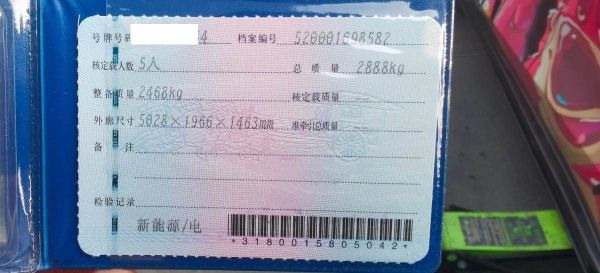 号牌号码 4 档案编号 520001698582
核定载人数 5人 总质量 2888kg
整备质量 2468kg 核定载质量
外廓尺寸 5028×1966×1463mm 准牵引总质量
备注
检验记录
新能源/电
*3180015805042*